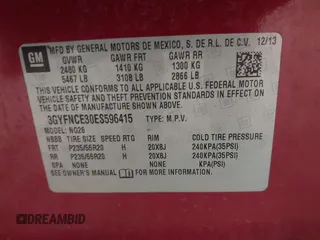 GM
MFD BY GENERAL MOTORS DE MEXICO, S. DE R.L. DE C.V. 12/13
GVWR GAWR FRT GAWR RR
2480 KG 1410 KG 1300 KG
5467 LB 3108 LB 2866 LB
THIS VEHICLE CONFORMS TO ALL APPLICABLE U.S. FEDERAL MOTOR VEHICLE SAFETY AND THEFT PREVENTION STANDARDS IN EFFECT ON THE DATE OF MANUFACTURE SHOWN ABOVE.
3GYFNCE30ES596415 TYPE: M.P.V.
MODEL: NQ26
TIRE SIZE SPEED RTG RIM COLD TIRE PRESSURE
FRT P235/55R20 H 20X8J 240KPA(35PSI)
RR P235/55R20 H 20X8J 240KPA(35PSI)
SPA NONE NONE KPA(PSI)
SEE OWNER'S MANUAL FOR ADDITIONAL INFORMATION.
DREAMBID